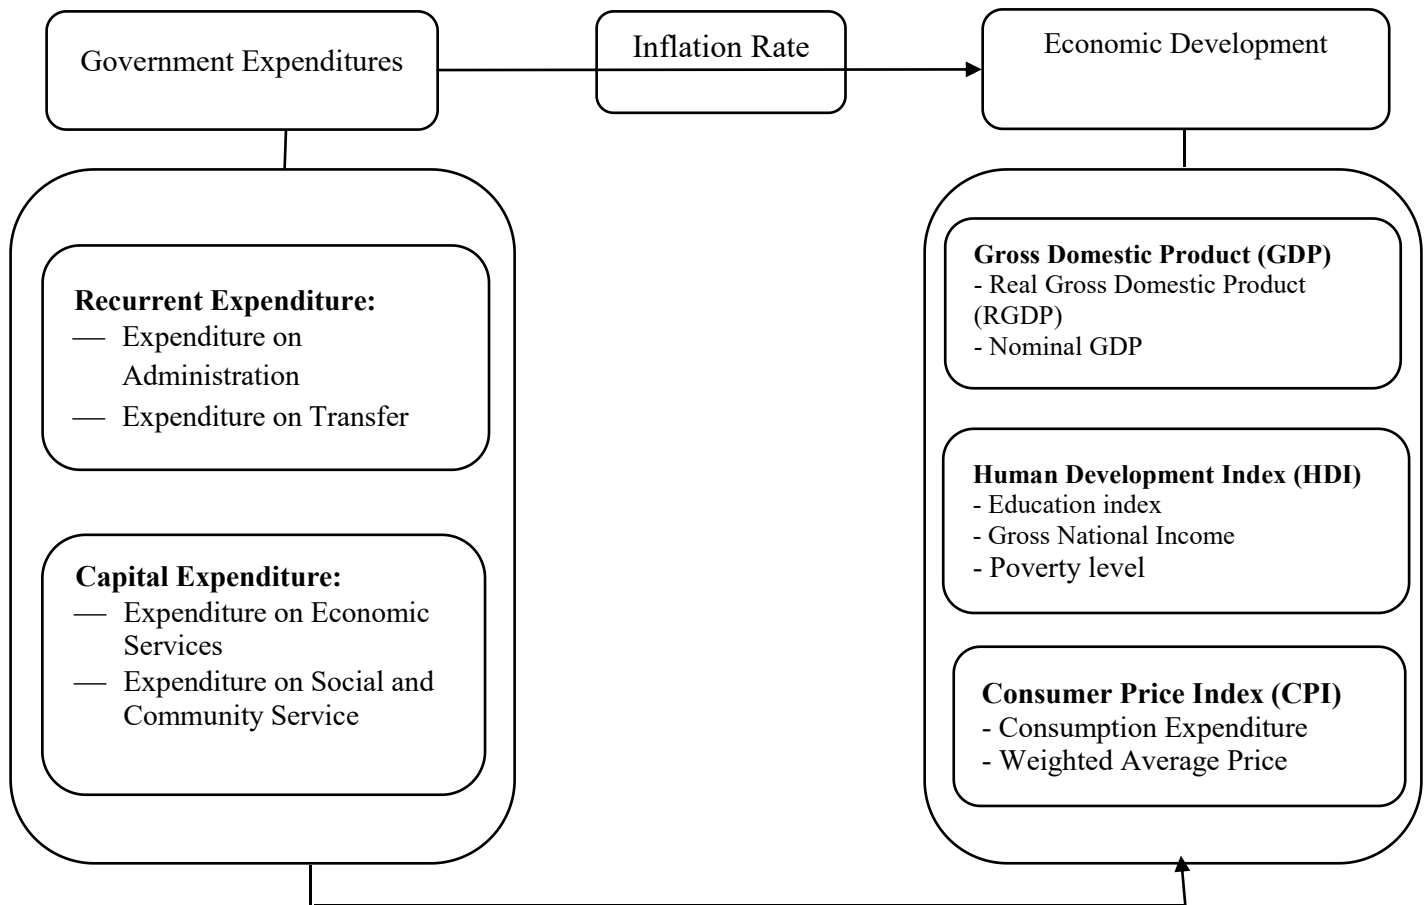 Government Expenditures
Inflation Rate
Economic Development
Recurrent Expenditure:
— Expenditure on
Administration
— Expenditure on Transfer
Capital Expenditure:
— Expenditure on Economic
Services
— Expenditure on Social and
Community Service
Gross Domestic Product (GDP)
- Real Gross Domestic Product
(RGDP)
- Nominal GDP
Human Development Index (HDI)
- Education index
- Gross National Income
- Poverty level
Consumer Price Index (CPI)
- Consumption Expenditure
- Weighted Average Price